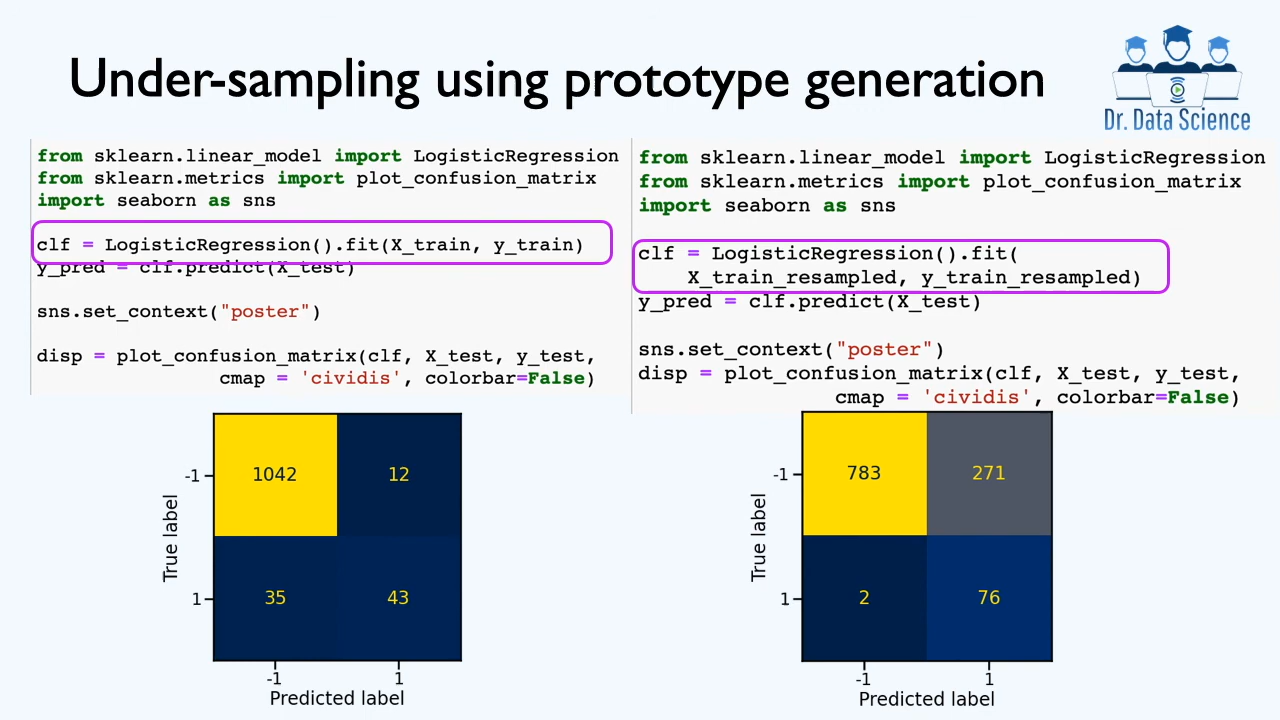 Under-sampling using prototype generation
Dr. Data Science
from sklearn.linear_model import LogisticRegression
from sklearn.metrics import plot_confusion_matrix
import seaborn as sns
clf = LogisticRegression().fit(X_train, y_train)
y_pred = clf.predict(X_test)
sns.set_context("poster")
disp = plot_confusion_matrix(clf, X_test, y_test,
cmap = 'cividis', colorbar=False)
-1
1042
12
True label
1
35
43
-1
1
Predicted label
from sklearn.linear_model import LogisticRegression
from sklearn.metrics import plot_confusion_matrix
import seaborn as sns
clf = LogisticRegression().fit(
X_train_resampled, y_train_resampled)
y_pred = clf.predict(X_test)
sns.set_context("poster")
disp = plot_confusion_matrix(clf, X_test, y_test,
cmap = 'cividis', colorbar=False)
-1
783
271
True label
1
2
76
-1
1
Predicted label